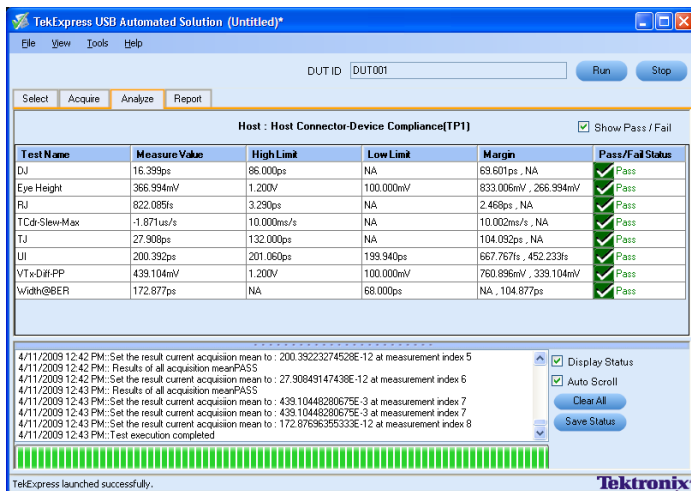 TekExpress USB Automated Solution (Untitled)*
File View Tools Help
DUT ID DUT001 Run Stop
Select Acquire Analyze Report
Host : Host Connector-Device Compliance(TP1) Show Pass / Fail
Test Name Measure Value High Limit Low Limit Margin Pass/Fail Status
DJ 16.399ps 86.000ps NA 69.601ps , NA Pass
Eye Height 366.994mV 1.200V 100.000mV 833.006mV , 266.994mV Pass
RJ 822.085fs 3.290ps NA 2.468ps , NA Pass
TCdr-Slew-Max -1.871us/s 10.000ms/s NA 10.002ms/s , NA Pass
TJ 27.908ps 132.000ps NA 104.092ps , NA Pass
UI 200.392ps 201.060ps 199.940ps 667.767fs , 452.233fs Pass
VTx-Diff-PP 439.104mV 1.200V 100.000mV 760.896mV , 339.104mV Pass
Width@BER 172.877ps NA 68.000ps NA , 104.877ps Pass
4/11/2009 12:42 PM::Set the result current acquisiion mean to : 200.39223274528E-12 at measurement index 5
4/11/2009 12:42 PM:: Results of all acquisition meanPASS
4/11/2009 12:43 PM::Set the result current acquisiion mean to : 27.90849147438E-12 at measurement index 6
4/11/2009 12:43 PM:: Results of all acquisition meanPASS
4/11/2009 12:43 PM::Set the result current acquisiion mean to : 439.10448280675E-3 at measurement index 7
4/11/2009 12:43 PM::Set the result current acquisiion mean to : 439.10448280675E-3 at measurement index 7
4/11/2009 12:43 PM::Set the result current acquisiion mean to : 172.87696355333E-12 at measurement index 8
4/11/2009 12:43 PM::Test execution completed
Display Status
Auto Scroll
Clear All
Save Status
TekExpress launched successfully.
Tektronix